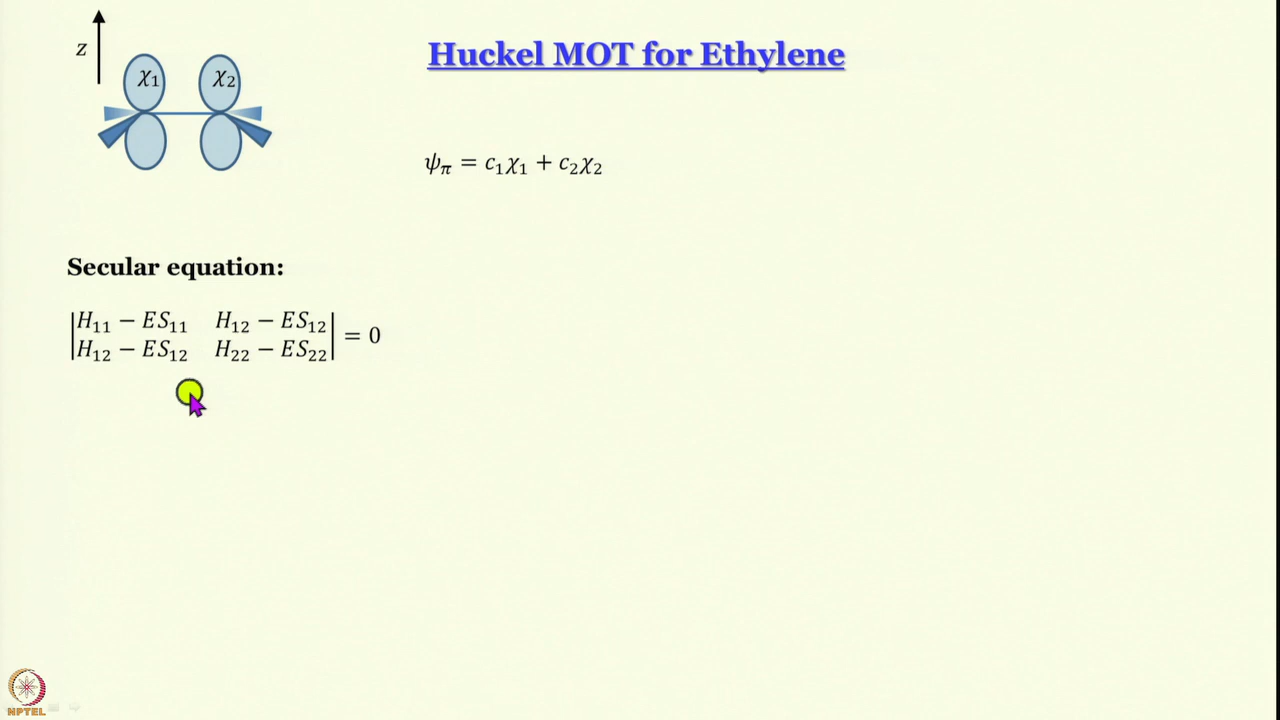 Huckel MOT for Ethylene
z
χ₁ χ₂
ψ_π = c₁χ₁ + c₂χ₂
Secular equation:
|H₁₁ − ES₁₁ H₁₂ − ES₁₂|
|H₁₂ − ES₁₂ H₂₂ − ES₂₂| = 0
NPTEL